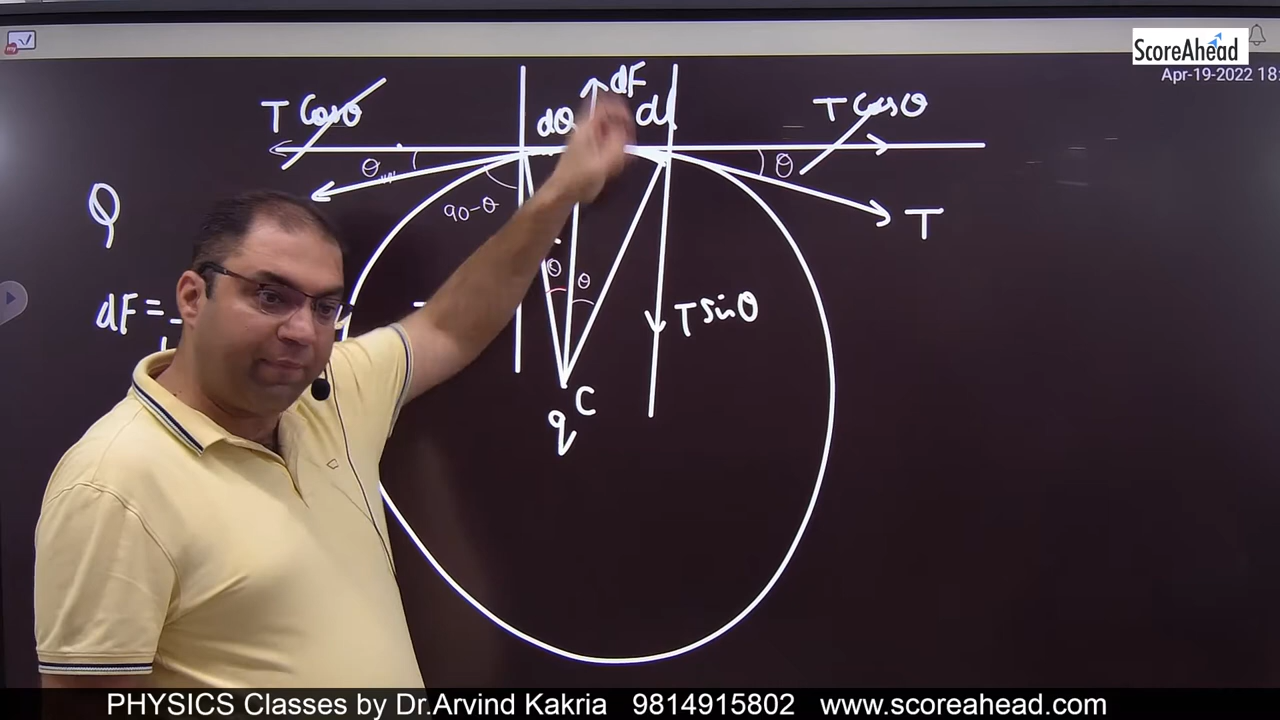 ScoreAhead
Apr-19-2022 18:
dF
T Cosθ
dQ
dl
T Cosθ
θ
θ
Q
90-θ
T
θ
θ
dF =
T sinθ
C
q
PHYSICS Classes by Dr.Arvind Kakria 9814915802 www.scoreahead.com